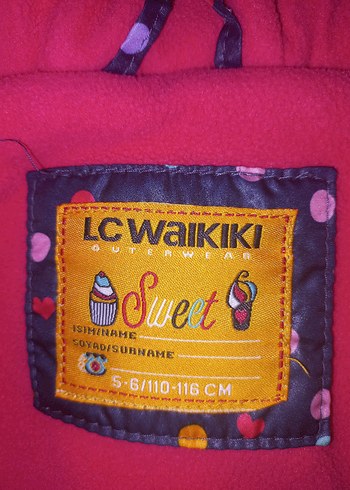 LC WAIKIKI
OUTERWEAR
Sweet
ISIM/NAME
SOYAD/SURNAME
5-6/110-116 CM